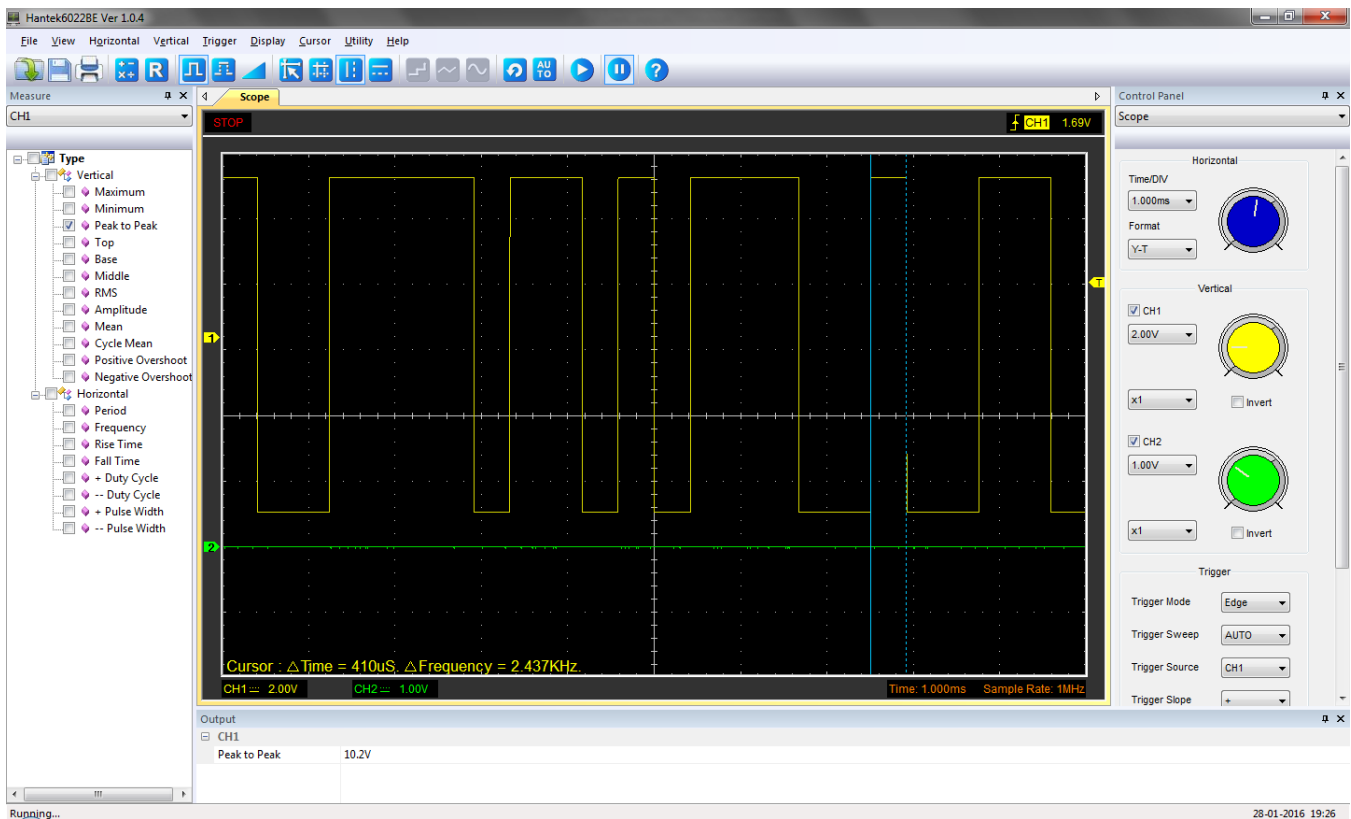 Hantek6022BE Ver 1.0.4
File View Horizontal Vertical Trigger Display Cursor Utility Help
R AU TO ?
Measure
CH1
Type
Vertical
Maximum
Minimum
Peak to Peak
Top
Base
Middle
RMS
Amplitude
Mean
Cycle Mean
Positive Overshoot
Negative Overshoot
Horizontal
Period
Frequency
Rise Time
Fall Time
+ Duty Cycle
-- Duty Cycle
+ Pulse Width
-- Pulse Width
Scope
STOP
CH1 1.69V
T
1
2
Cursor : △Time = 410uS. △Frequency = 2.437KHz.
CH1 2.00V CH2 1.00V Time: 1.000ms Sample Rate: 1MHz
Control Panel
Scope
Horizontal
Time/DIV
1.000ms
Format
Y-T
Vertical
CH1
2.00V
x1 Invert
CH2
1.00V
x1 Invert
Trigger
Trigger Mode Edge
Trigger Sweep AUTO
Trigger Source CH1
Trigger Slope +
Output
CH1
Peak to Peak 10.2V
Running... 28-01-2016 19:26